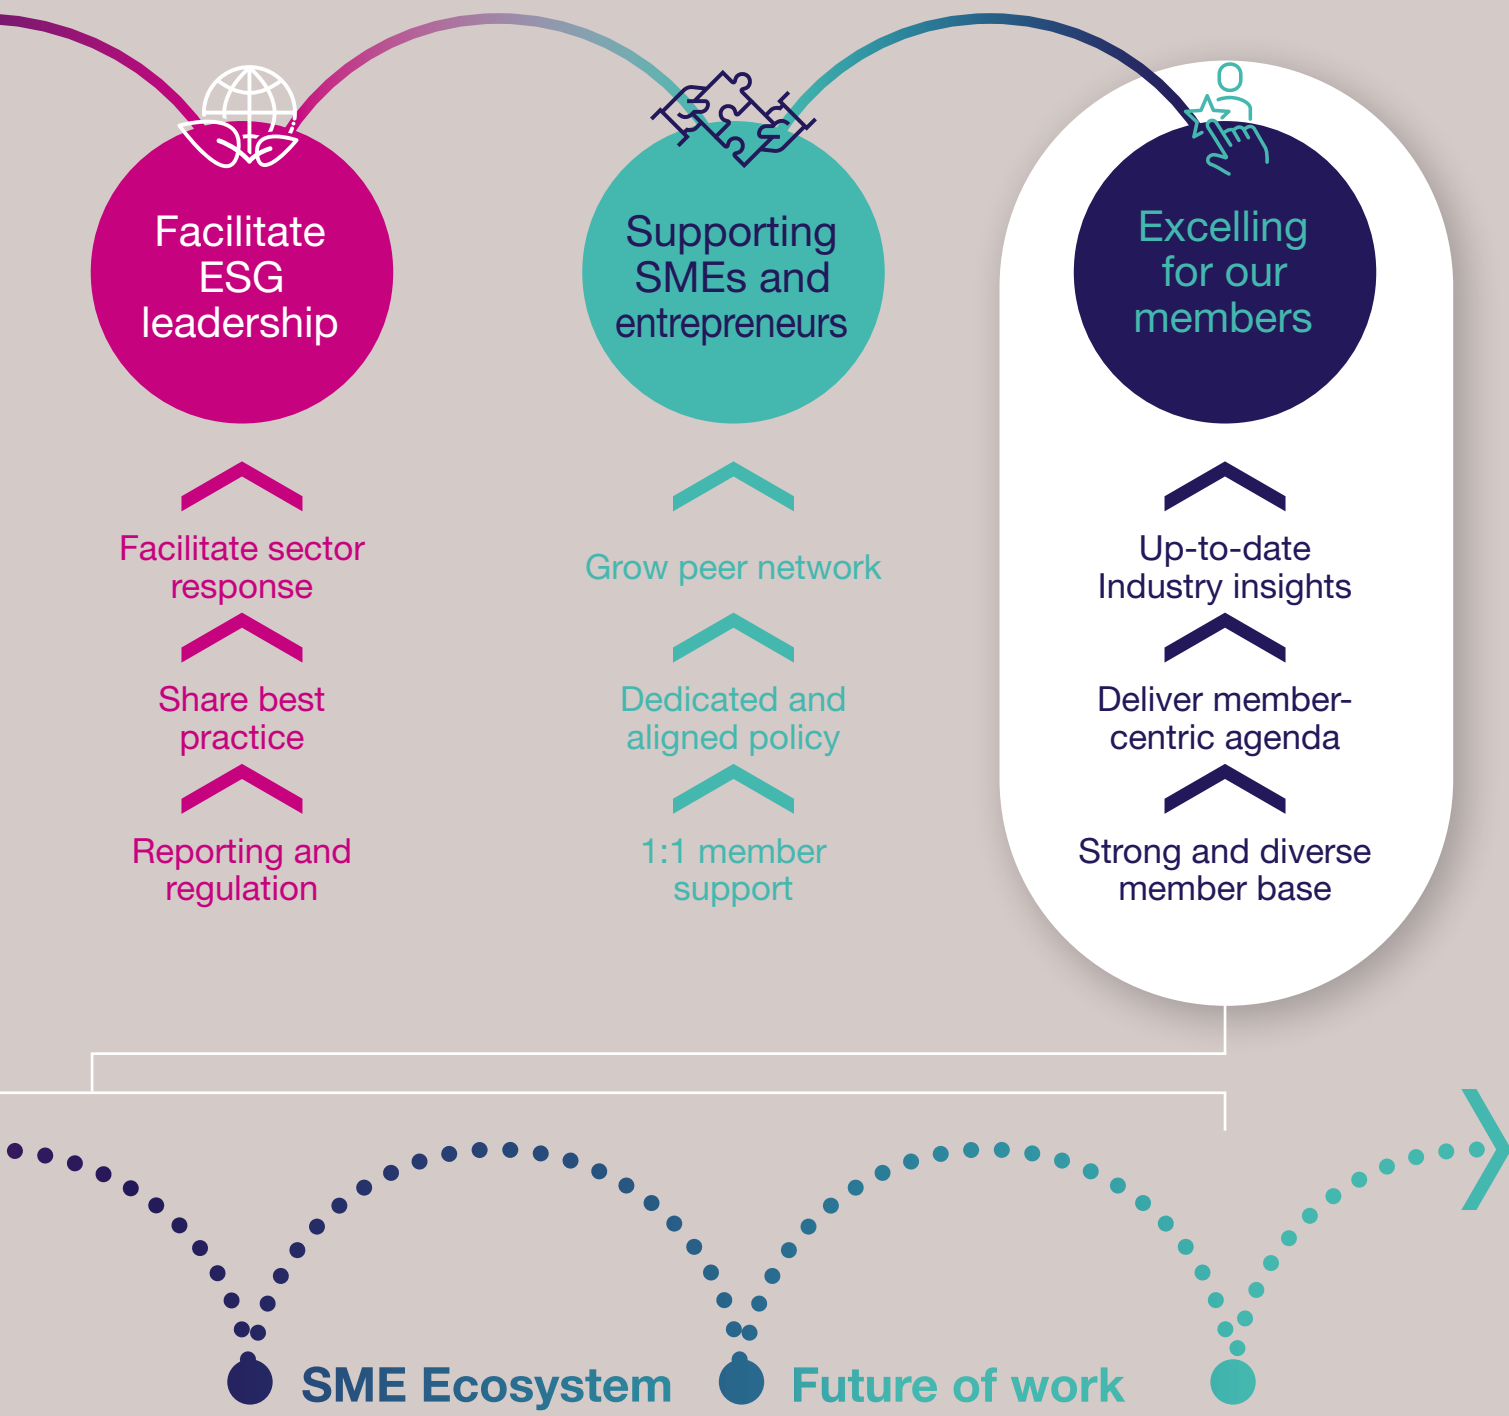 Facilitate
ESG
leadership
Facilitate sector
response
Share best
practice
Reporting and
regulation
Supporting
SMEs and
entrepreneurs
Grow peer network
Dedicated and
aligned policy
1:1 member
support
Excelling
for our
members
Up-to-date
Industry insights
Deliver member-
centric agenda
Strong and diverse
member base
SME Ecosystem
Future of work